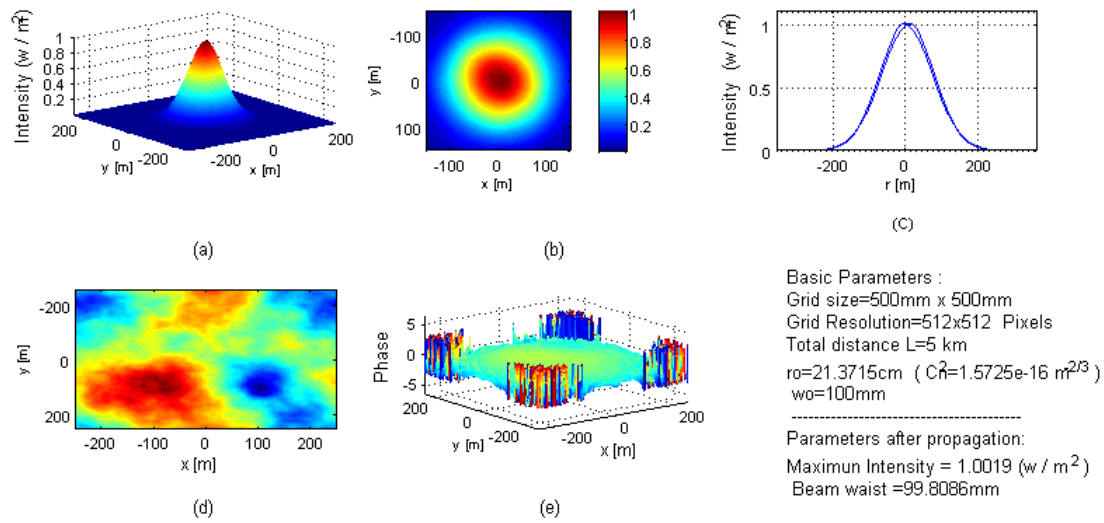 Intensity (w / m²)
1
0.8
0.6
0.4
0.2
200
0
-200
y [m]
-200
0
200
x [m]
(a)
-100
0
100
y [m]
-100 0 100
x [m]
1
0.8
0.6
0.4
0.2
(b)
Intensity (w / m²)
1
0.5
0
-200 0 200
r [m]
(C)
-200
0
200
y [m]
-200 -100 0 100 200
x [m]
(d)
Phase
5
0
-5
200
0
-200
y [m]
-200
0
200
x [m]
(e)
Basic Parameters :
Grid size=500mm x 500mm
Grid Resolution=512x512 Pixels
Total distance L=5 km
ro=21.3715cm ( Cn²=1.5725e-16 m^-2/3 )
wo=100mm
------------------------------------------
Parameters after propagation:
Maximun Intensity = 1.0019 (w / m² )
Beam waist =99.8086mm